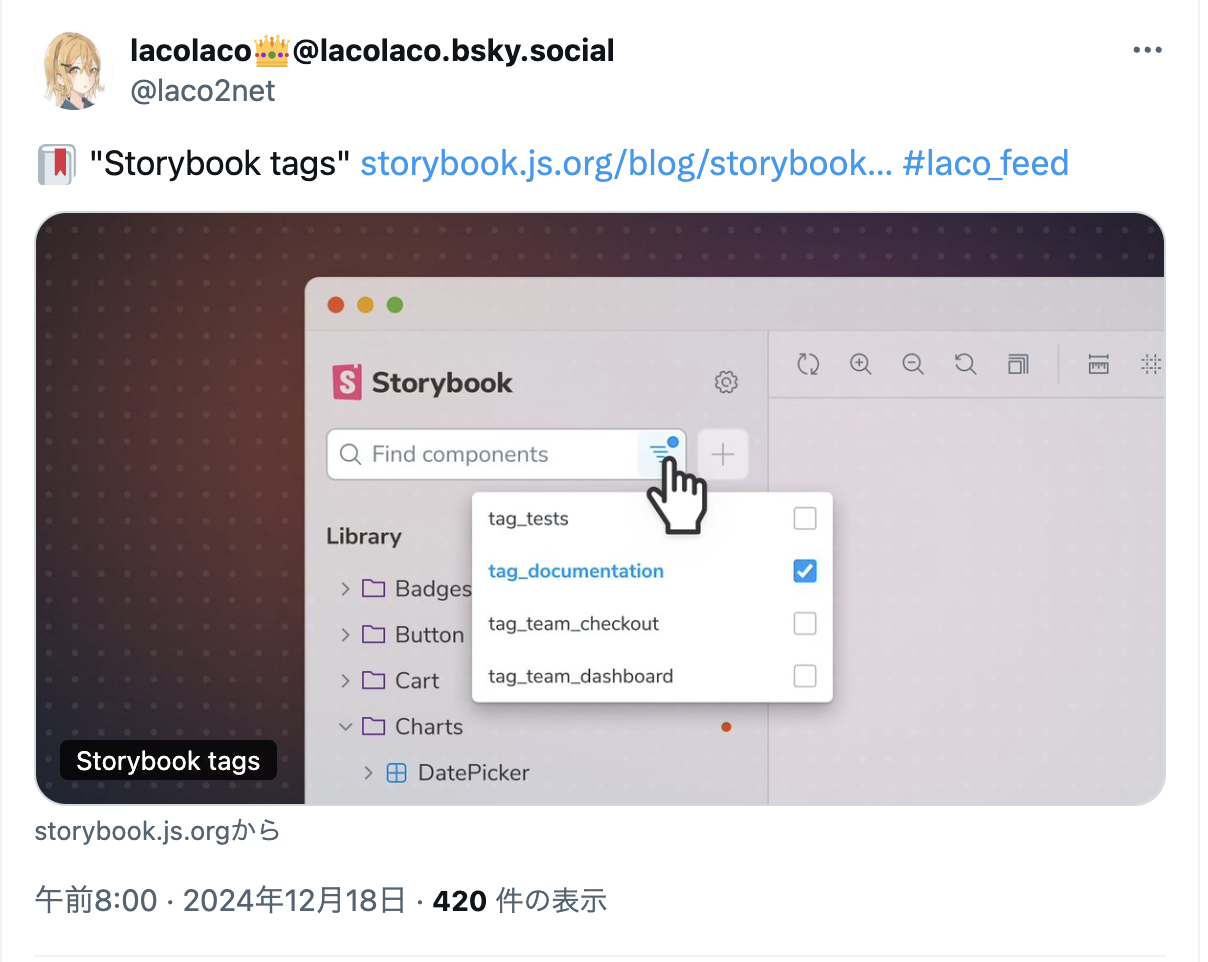 lacolaco👑@lacolaco.bsky.social
@laco2net
"Storybook tags" storybook.js.org/blog/storybook… #laco_feed
Storybook
Find components
tag_tests
Library
tag_documentation
Badges
tag_team_checkout
Button
tag_team_dashboard
Cart
Charts
Storybook tags
DatePicker
storybook.js.orgから
午前8:00 · 2024年12月18日 · 420 件の表示